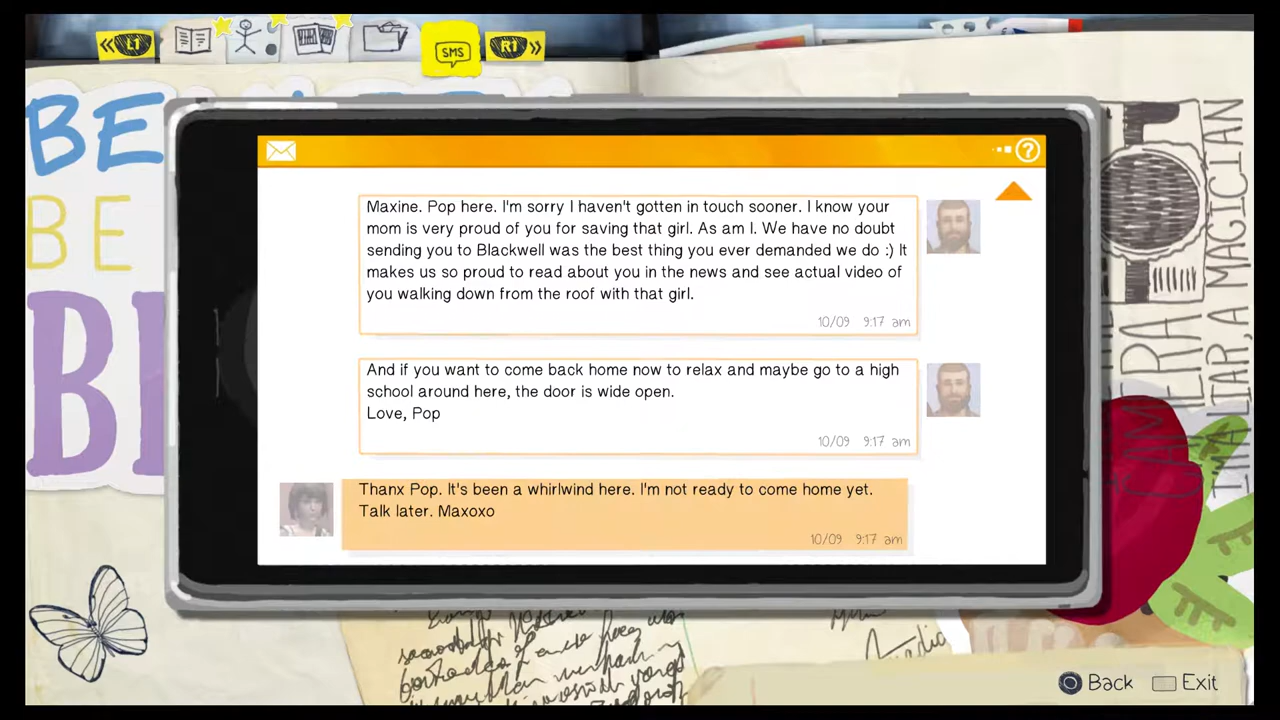 L1
SMS
R1
BE
BE
BE
Maxine. Pop here. I'm sorry I haven't gotten in touch sooner. I know your
mom is very proud of you for saving that girl. As am I. We have no doubt
sending you to Blackwell was the best thing you ever demanded we do :) It
makes us so proud to read about you in the news and see actual video of
you walking down from the roof with that girl.
10/09 9:17 am
And if you want to come back home now to relax and maybe go to a high
school around here, the door is wide open.
Love, Pop
10/09 9:17 am
Thanx Pop. It's been a whirlwind here. I'm not ready to come home yet.
Talk later. Maxoxo
10/09 9:17 am
CAMERA
LIAR, A MAGICIAN
Back
Exit